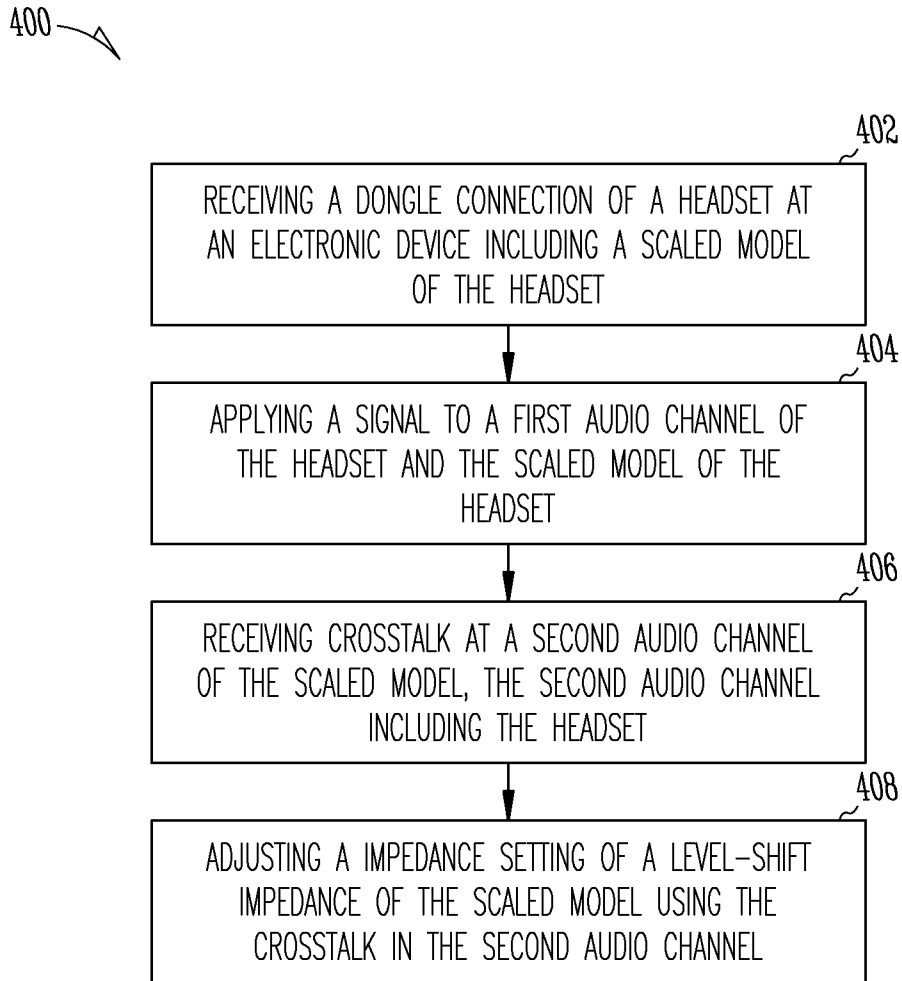 400
402
RECEIVING A DONGLE CONNECTION OF A HEADSET AT
AN ELECTRONIC DEVICE INCLUDING A SCALED MODEL
OF THE HEADSET
404
APPLYING A SIGNAL TO A FIRST AUDIO CHANNEL OF
THE HEADSET AND THE SCALED MODEL OF THE
HEADSET
406
RECEIVING CROSSTALK AT A SECOND AUDIO CHANNEL
OF THE SCALED MODEL, THE SECOND AUDIO CHANNEL
INCLUDING THE HEADSET
408
ADJUSTING A IMPEDANCE SETTING OF A LEVEL-SHIFT
IMPEDANCE OF THE SCALED MODEL USING THE
CROSSTALK IN THE SECOND AUDIO CHANNEL